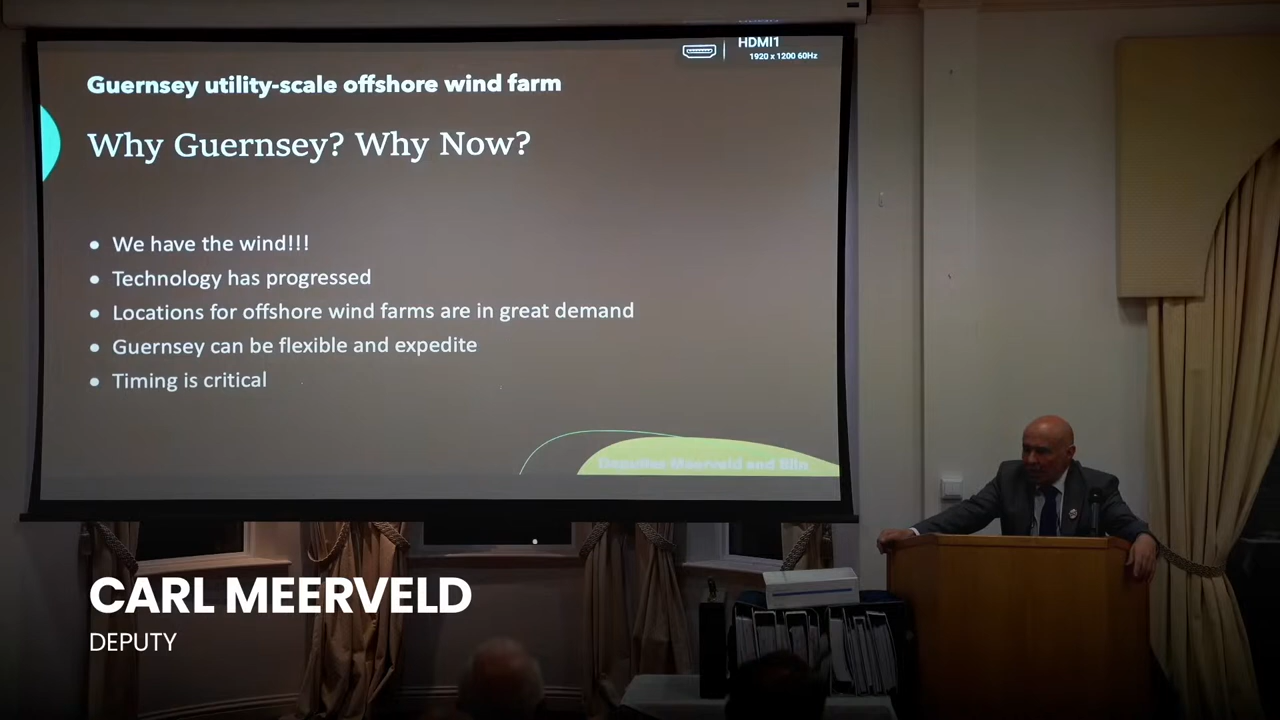 HDMI1
1920 x 1200 60Hz
Guernsey utility-scale offshore wind farm
Why Guernsey? Why Now?
• We have the wind!!!
• Technology has progressed
• Locations for offshore wind farms are in great demand
• Guernsey can be flexible and expedite
• Timing is critical
Deputies Meerveld and Blin
CARL MEERVELD
DEPUTY